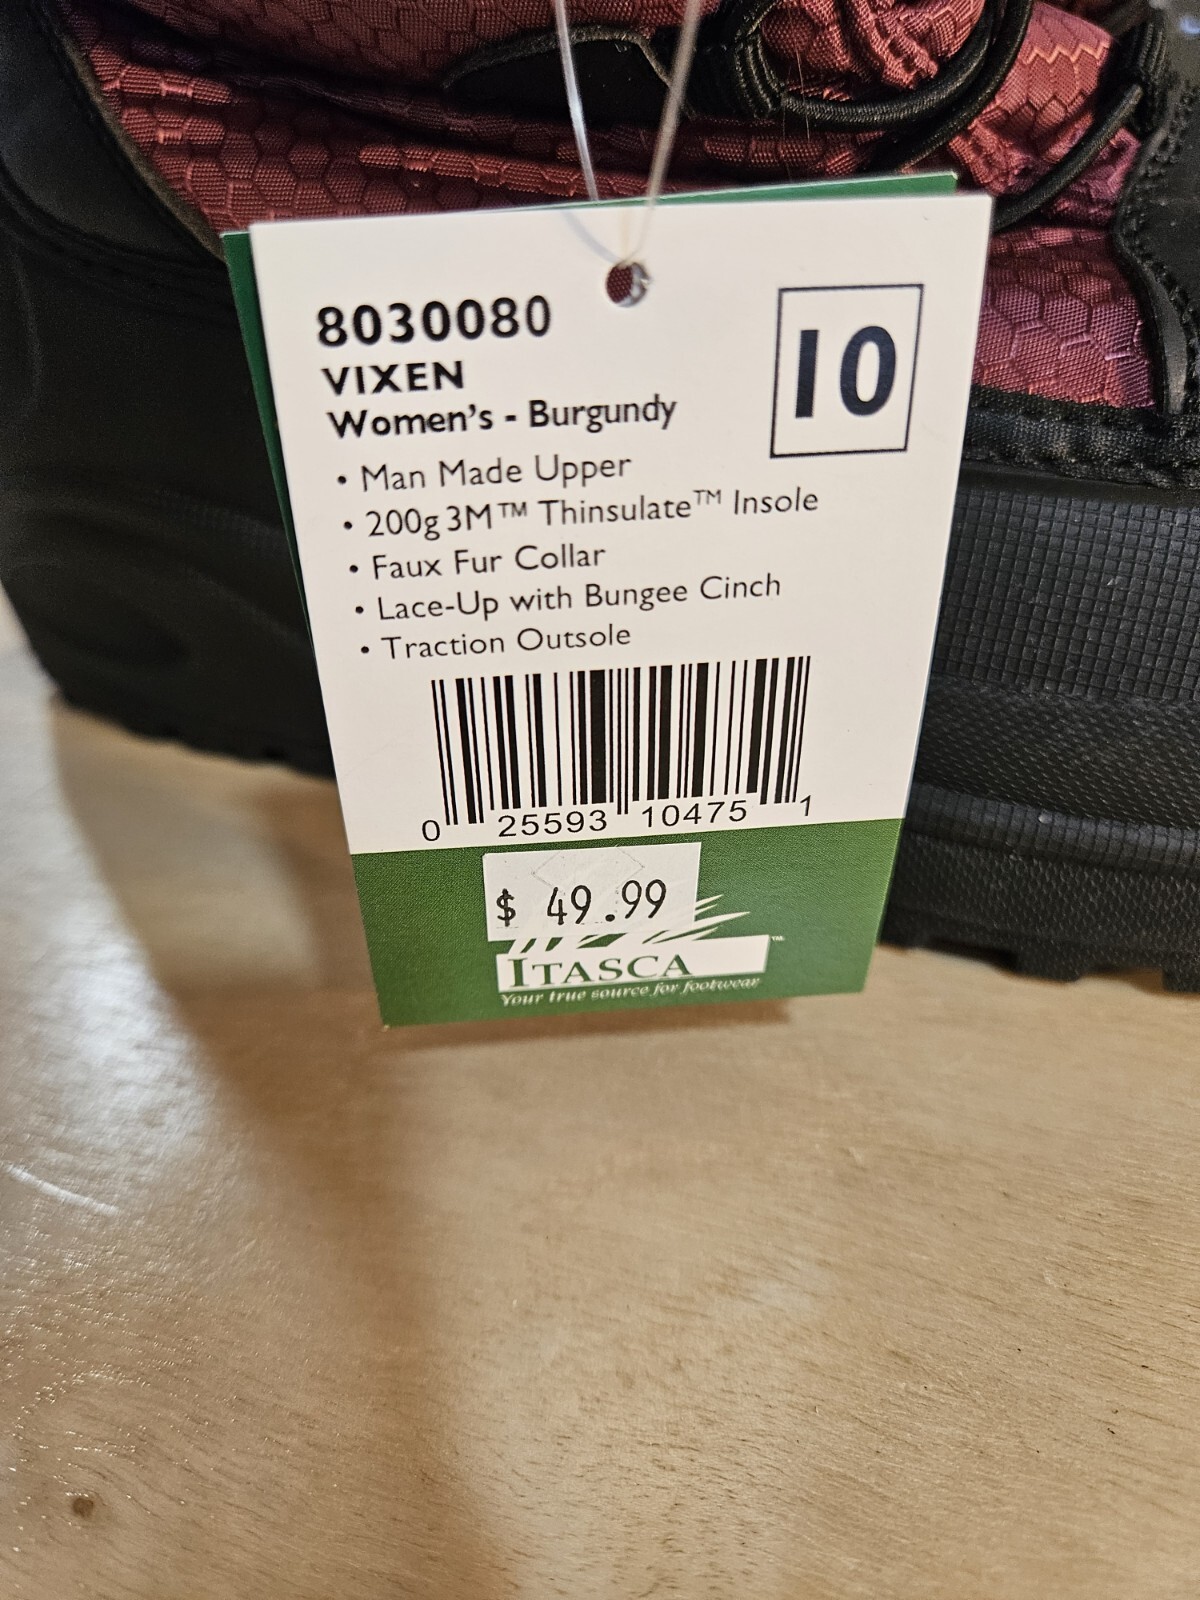 8030080
VIXEN
Women's - Burgundy
10
• Man Made Upper
• 200g 3M™ Thinsulate™ Insole
• Faux Fur Collar
• Lace-Up with Bungee Cinch
• Traction Outsole
0 25593 10475 1
$ 49.99
ITASCA™
Your true source for footwear